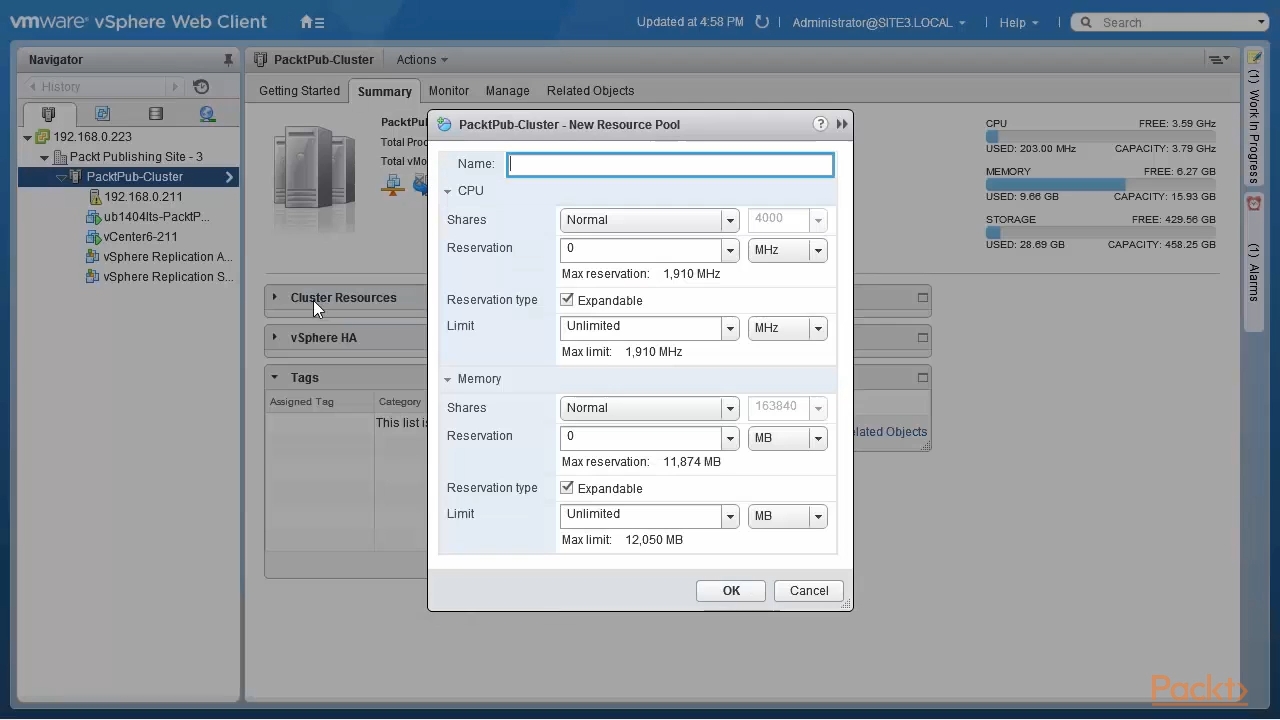 vmware vSphere Web Client
Updated at 4:58 PM
Administrator@SITE3.LOCAL
Help
Search
Navigator
History
192.168.0.223
Packt Publishing Site - 3
PacktPub-Cluster
192.168.0.211
ub1404lts-PacktP...
vCenter6-211
vSphere Replication A...
vSphere Replication S...
PacktPub-Cluster
Actions
Getting Started
Summary
Monitor
Manage
Related Objects
Total Proc
Total vMo
CPU FREE: 3.59 GHz
USED: 203.00 MHz CAPACITY: 3.79 GHz
MEMORY FREE: 6.27 GB
USED: 9.66 GB CAPACITY: 15.93 GB
STORAGE FREE: 429.56 GB
USED: 28.69 GB CAPACITY: 458.25 GB
Cluster Resources
vSphere HA
Tags
Assigned Tag Category
This list is
lated Objects
PacktPub-Cluster - New Resource Pool
Name:
CPU
Shares Normal 4000
Reservation 0 MHz
Max reservation: 1,910 MHz
Reservation type Expandable
Limit Unlimited MHz
Max limit: 1,910 MHz
Memory
Shares Normal 163840
Reservation 0 MB
Max reservation: 11,874 MB
Reservation type Expandable
Limit Unlimited MB
Max limit: 12,050 MB
OK
Cancel
(1) Work In Progress
(1) Alarms
Packt>